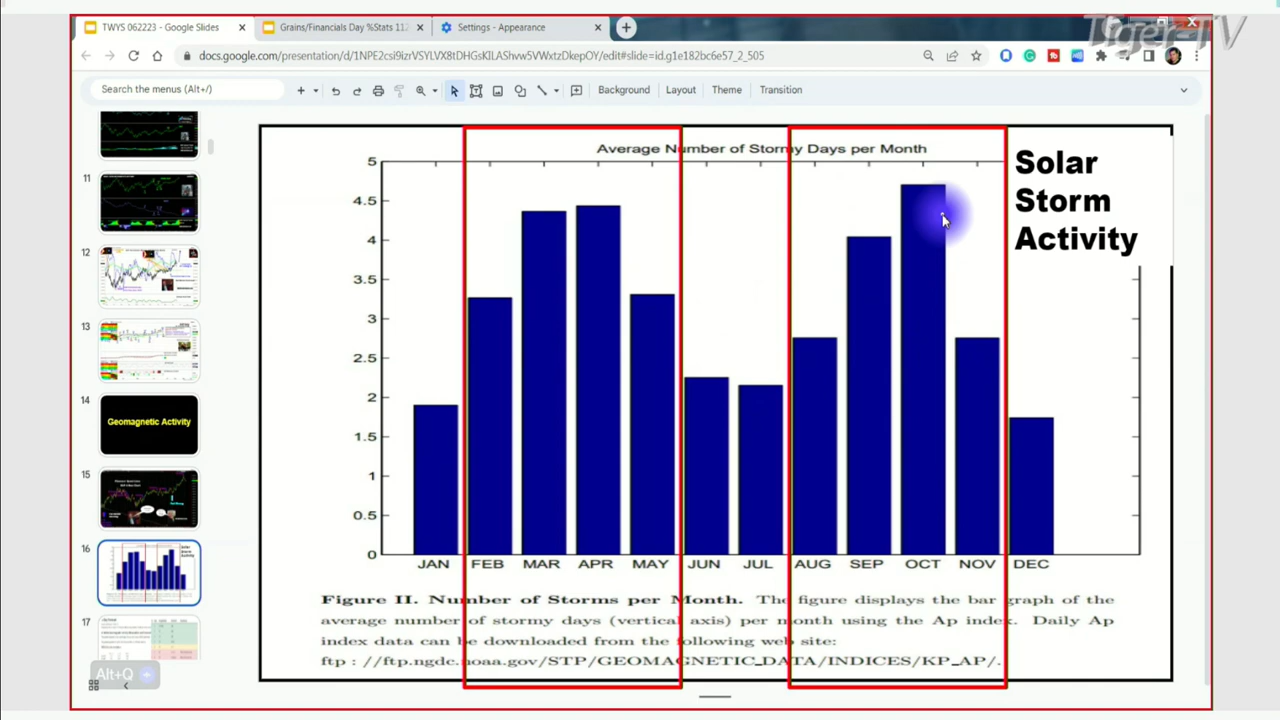 Tiger-TV
TWYS 062223 - Google Slides
Grains/Financials Day %Stats 112
Settings - Appearance
docs.google.com/presentation/d/1NPE2csi9izrVSYLVX8tDHGsKlLAShvw5VWxtzDkepOY/edit#slide=id.g1e182bc6e57_2_505
Search the menus (Alt+/)
Background
Layout
Theme
Transition
11
12
13
14
Geomagnetic Activity
15
16
17
Alt+Q
Average Number of Stormy Days per Month
Solar
Storm
Activity
5
4.5
4
3.5
3
2.5
2
1.5
1
0.5
0
JAN FEB MAR APR MAY JUN JUL AUG SEP OCT NOV DEC
Figure II. Number of Storms per Month. The figure displays the bar graph of the
average number of stormy days (vertical axis) per month using the Ap index. Daily Ap
index data can be downloaded from the following web site:
ftp : //ftp.ngdc.noaa.gov/STP/GEOMAGNETIC_DATA/INDICES/KP_AP/.